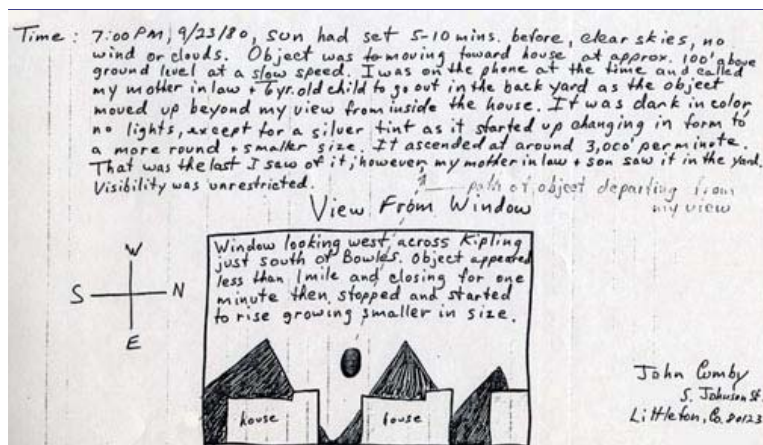 Time: 7:00 PM, 9/23/80, sun had set 5-10 mins. before, clear skies, no
wind or clouds. Object was to moving toward house at approx. 100' above
ground level at a slow speed. I was on the phone at the time and called
my mother in law + 6 yr. old child to go out in the back yard as the object
moved up beyond my view from inside the house. It was dark in color,
no lights, except for a silver tint as it started up changing in form to
a more round + smaller size. It ascended at around 3,000' per minute.
That was the last I saw of it; however, my mother in law + son saw it in the yard.
Visibility was unrestricted.
path of object departing from
my view
View From Window
Window looking west, across Kipling
just south of Bowles. Object appeared
less than 1 mile and closing for one
minute then stopped and started
to rise growing smaller in size.
W
S
N
E
house
house
John Cumby
S. Johnson St.
Littleton, Co. 80123